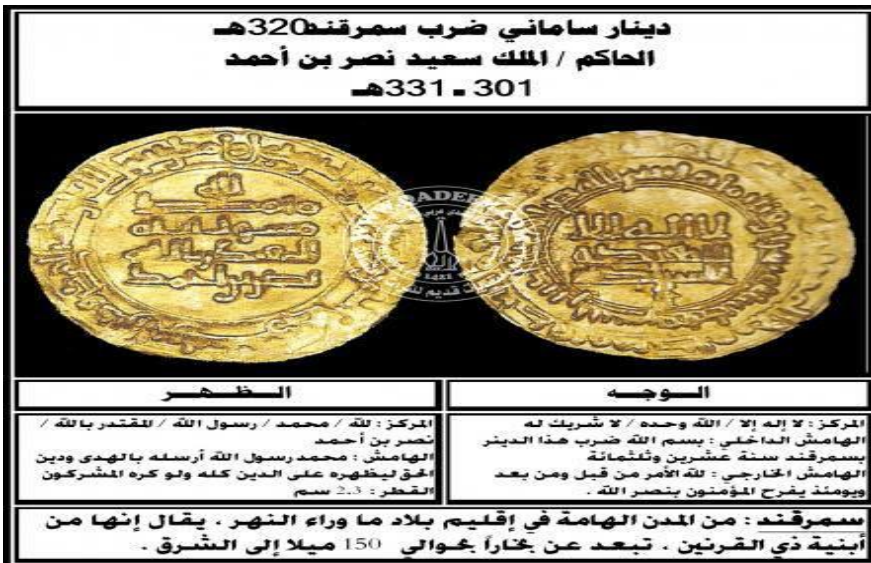 دينار ساماني ضرب سمرقند320هـ
الحاكم / الملك سعيد نصر بن أحمد
301 ـ 331هـ
الـــوجـــه
المركز : لا إله إلا / الله وحده / لا شريك له
الهامش الداخلي : بسم الله ضرب هذا الدينر
بسمرقند سنة عشرين وثلثمائة
الهامش الخارجي : لله الأمر من قبل ومن بعد
ويومئذ يفرح المؤمنون بنصر الله .
الـــظـــهـــر
المركز : لله / محمد / رسول الله / المقتدر بالله /
نصر بن أحمد
الهامش : محمد رسول الله أرسله بالهدى ودين
الحق ليظهره على الدين كله ولو كره المشركون
القطر : 2.3 سم
سمرقند : من المدن الهامة في إقليم بلاد ما وراء النهر ، يقال إنها من
أبنية ذي القرنين ، تبعد عن بخاراً بحوالي 150 ميلا إلى الشرق .